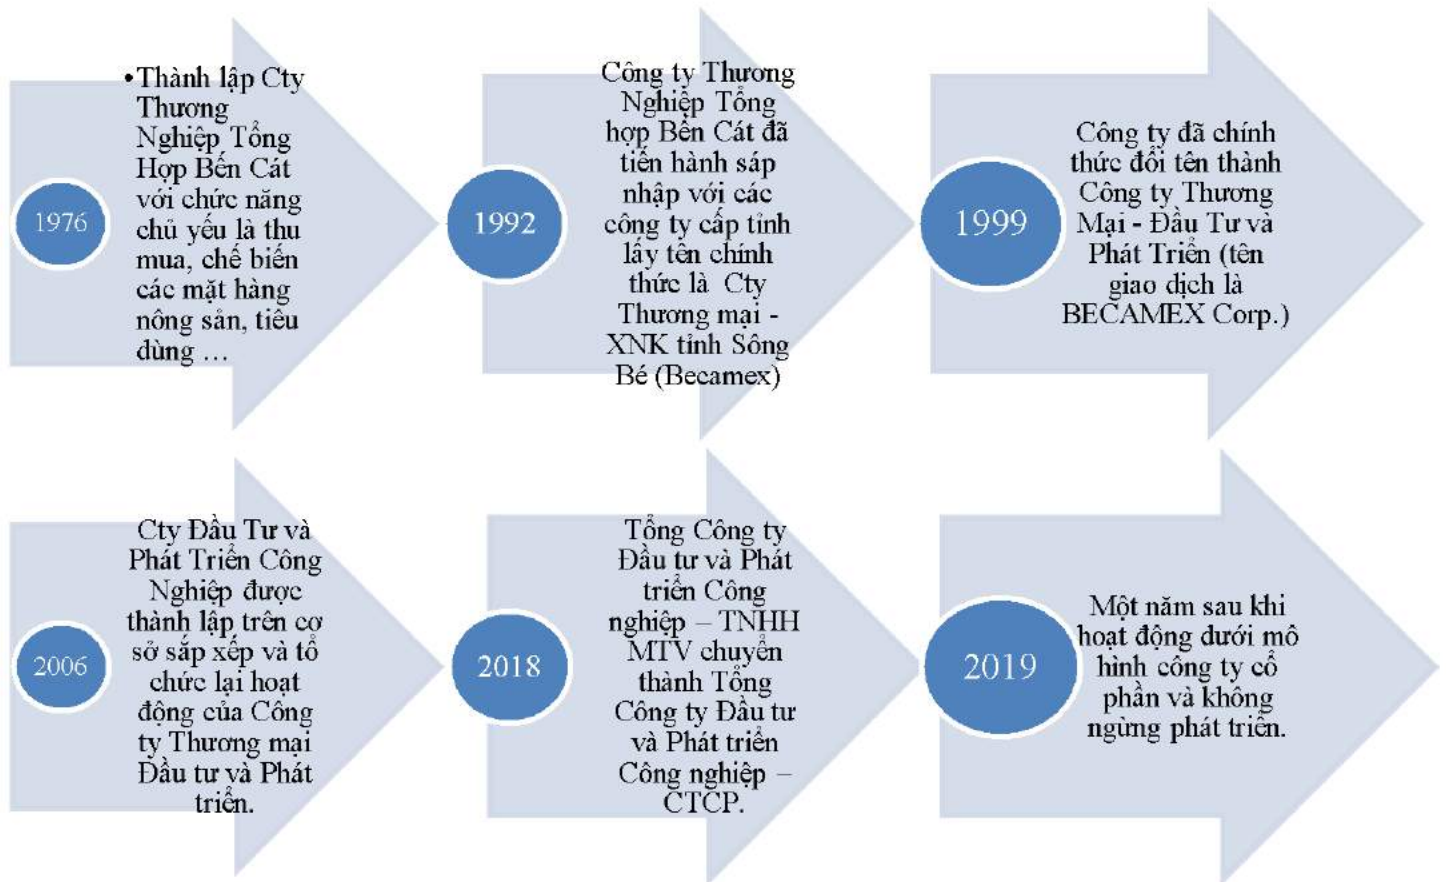 1976
•Thành lập Cty
Thương
Nghiệp Tổng
Hợp Bến Cát
với chức năng
chủ yếu là thu
mua, chế biến
các mặt hàng
nông sản, tiêu
dùng ...
1992
Công ty Thương
Nghiệp Tổng
hợp Bến Cát đã
tiến hành sáp
nhập với các
công ty cấp tỉnh
lấy tên chính
thức là Cty
Thương mại -
XNK tỉnh Sông
Bé (Becamex)
1999
Công ty đã chính
thức đổi tên thành
Công ty Thương
Mại - Đầu Tư và
Phát Triển (tên
giao dịch là
BECAMEX Corp.)
2006
Cty Đầu Tư và
Phát Triển Công
Nghiệp được
thành lập trên cơ
sở sắp xếp và tổ
chức lại hoạt
động của Công
ty Thương mại
Đầu tư và Phát
triển.
2018
Tổng Công ty
Đầu tư và Phát
triển Công
nghiệp – TNHH
MTV chuyển
thành Tổng
Công ty Đầu tư
và Phát triển
Công nghiệp –
CTCP.
2019
Một năm sau khi
hoạt động dưới mô
hình công ty cổ
phần và không
ngừng phát triển.